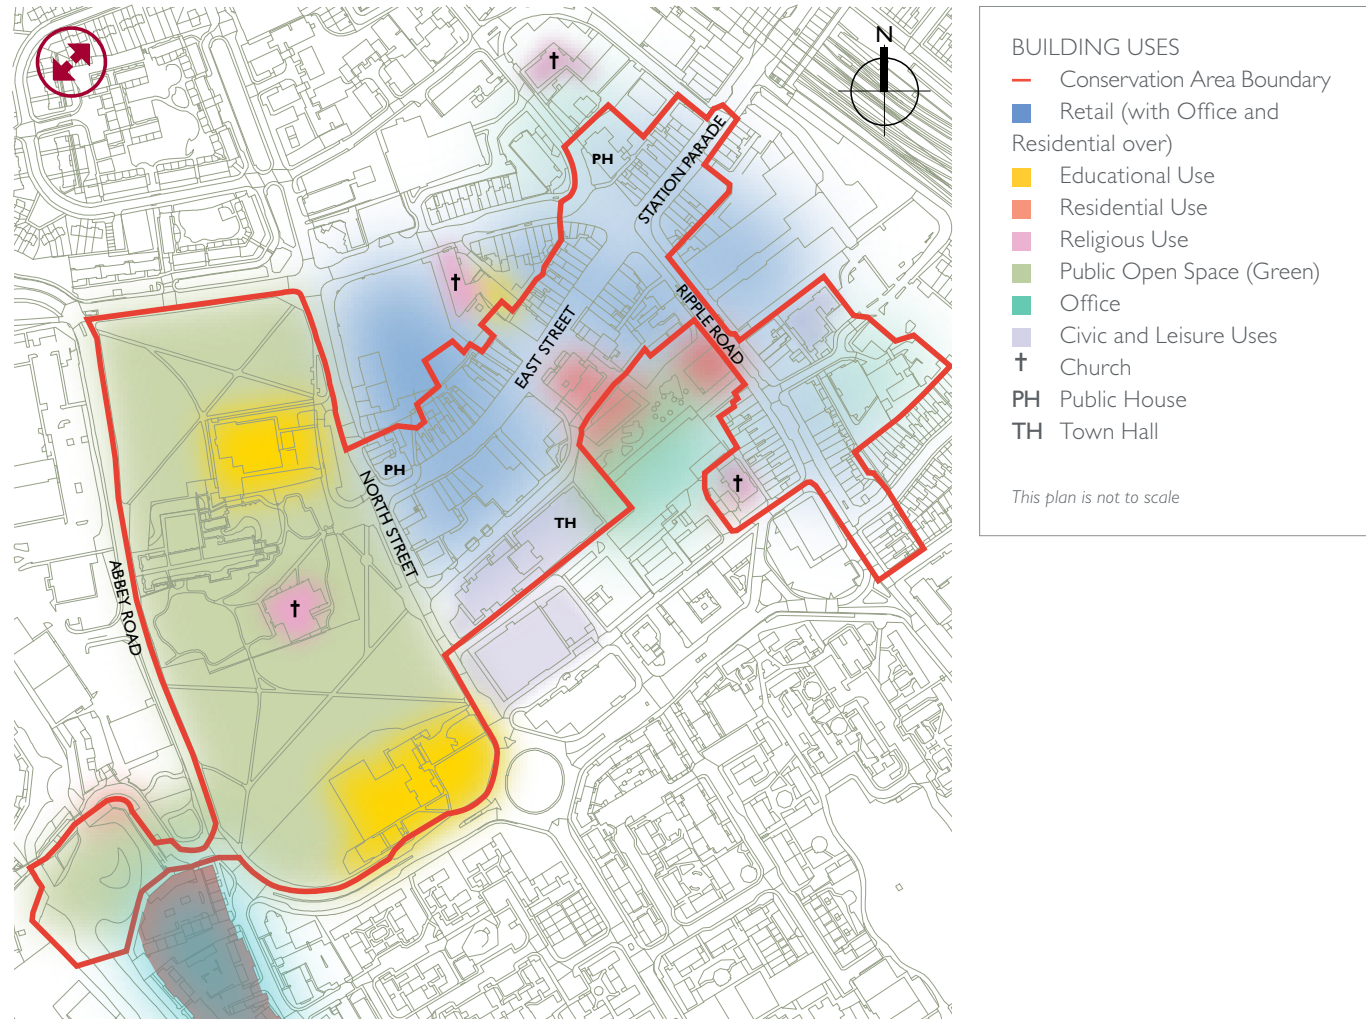 N
PH
STATION PARADE
RIPPLE ROAD
EAST STREET
PH
NORTH STREET
TH
ABBEY ROAD
BUILDING USES
Conservation Area Boundary
Retail (with Office and
Residential over)
Educational Use
Residential Use
Religious Use
Public Open Space (Green)
Office
Civic and Leisure Uses
Church
PH Public House
TH Town Hall
This plan is not to scale